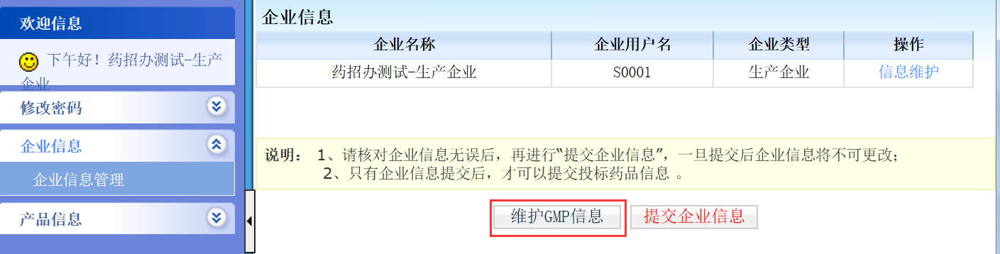 欢迎信息
下午好！药招办测试-生产
企业
修改密码
企业信息
企业信息管理
产品信息
企业信息
企业名称 企业用户名 企业类型 操作
药招办测试-生产企业 S0001 生产企业 信息维护
说明： 1、请核对企业信息无误后，再进行“提交企业信息”，一旦提交后企业信息将不可更改；
2、只有企业信息提交后，才可以提交投标药品信息 。
维护GMP信息 提交企业信息